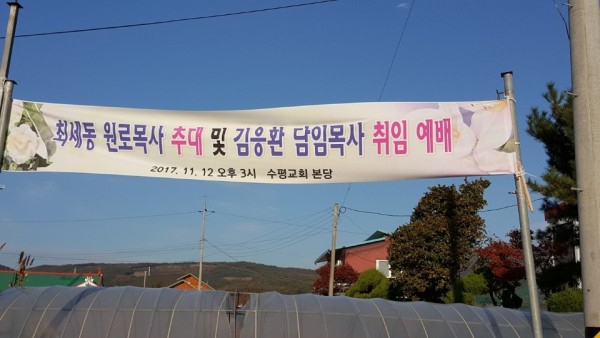 최세동 원로목사 추대 및 김응환 담임목사 취임 예배
2017. 11. 12 오후 3시 수평교회 본당